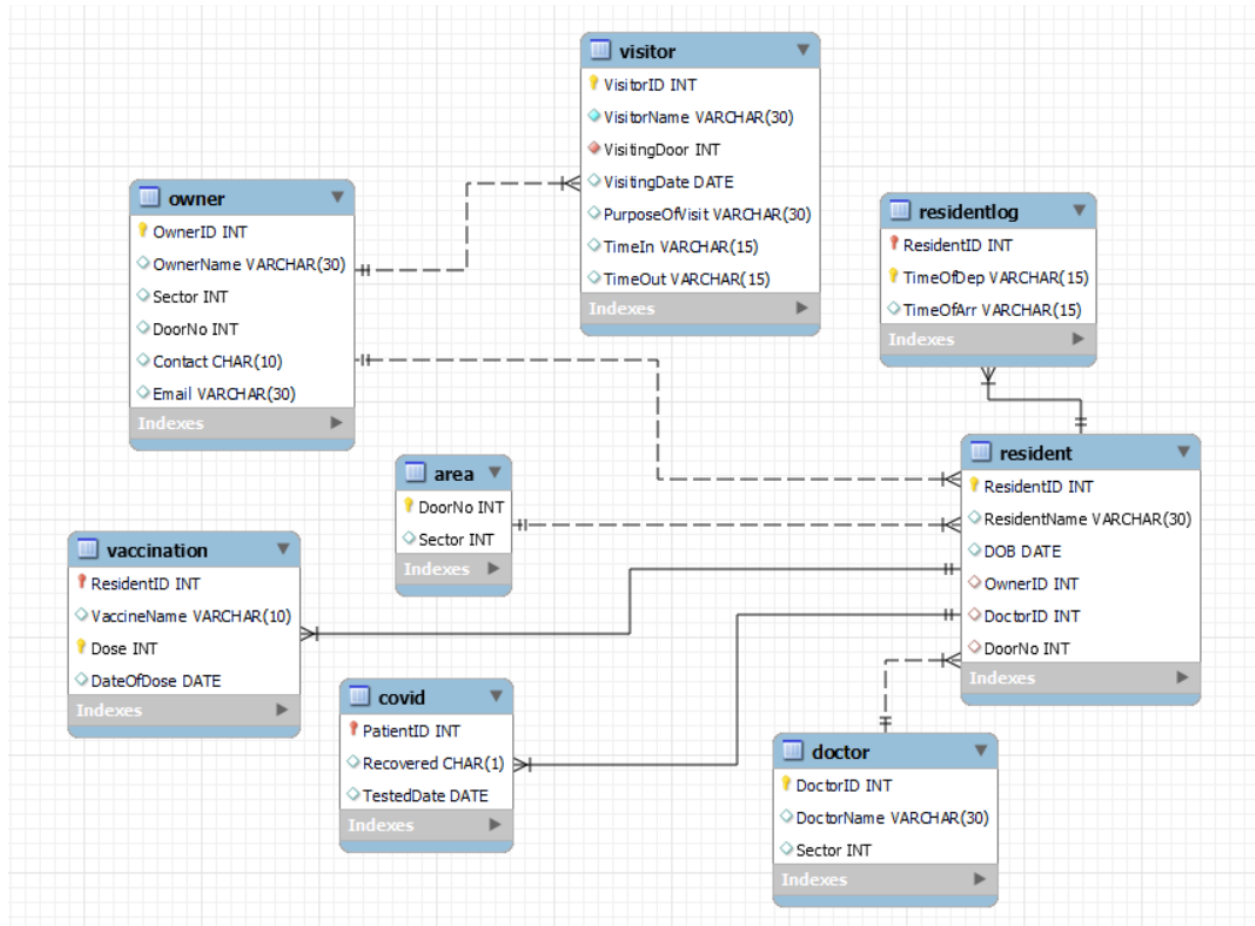 visitor
VisitorID INT
VisitorName VARCHAR(30)
VisitingDoor INT
VisitingDate DATE
PurposeOfVisit VARCHAR(30)
TimeIn VARCHAR(15)
TimeOut VARCHAR(15)
Indexes
owner
OwnerID INT
OwnerName VARCHAR(30)
Sector INT
DoorNo INT
Contact CHAR(10)
Email VARCHAR(30)
Indexes
residentlog
ResidentID INT
TimeOfDep VARCHAR(15)
TimeOfArr VARCHAR(15)
Indexes
area
DoorNo INT
Sector INT
Indexes
resident
ResidentID INT
ResidentName VARCHAR(30)
DOB DATE
OwnerID INT
DoctorID INT
DoorNo INT
Indexes
vaccination
ResidentID INT
VaccineName VARCHAR(10)
Dose INT
DateOfDose DATE
Indexes
covid
PatientID INT
Recovered CHAR(1)
TestedDate DATE
Indexes
doctor
DoctorID INT
DoctorName VARCHAR(30)
Sector INT
Indexes